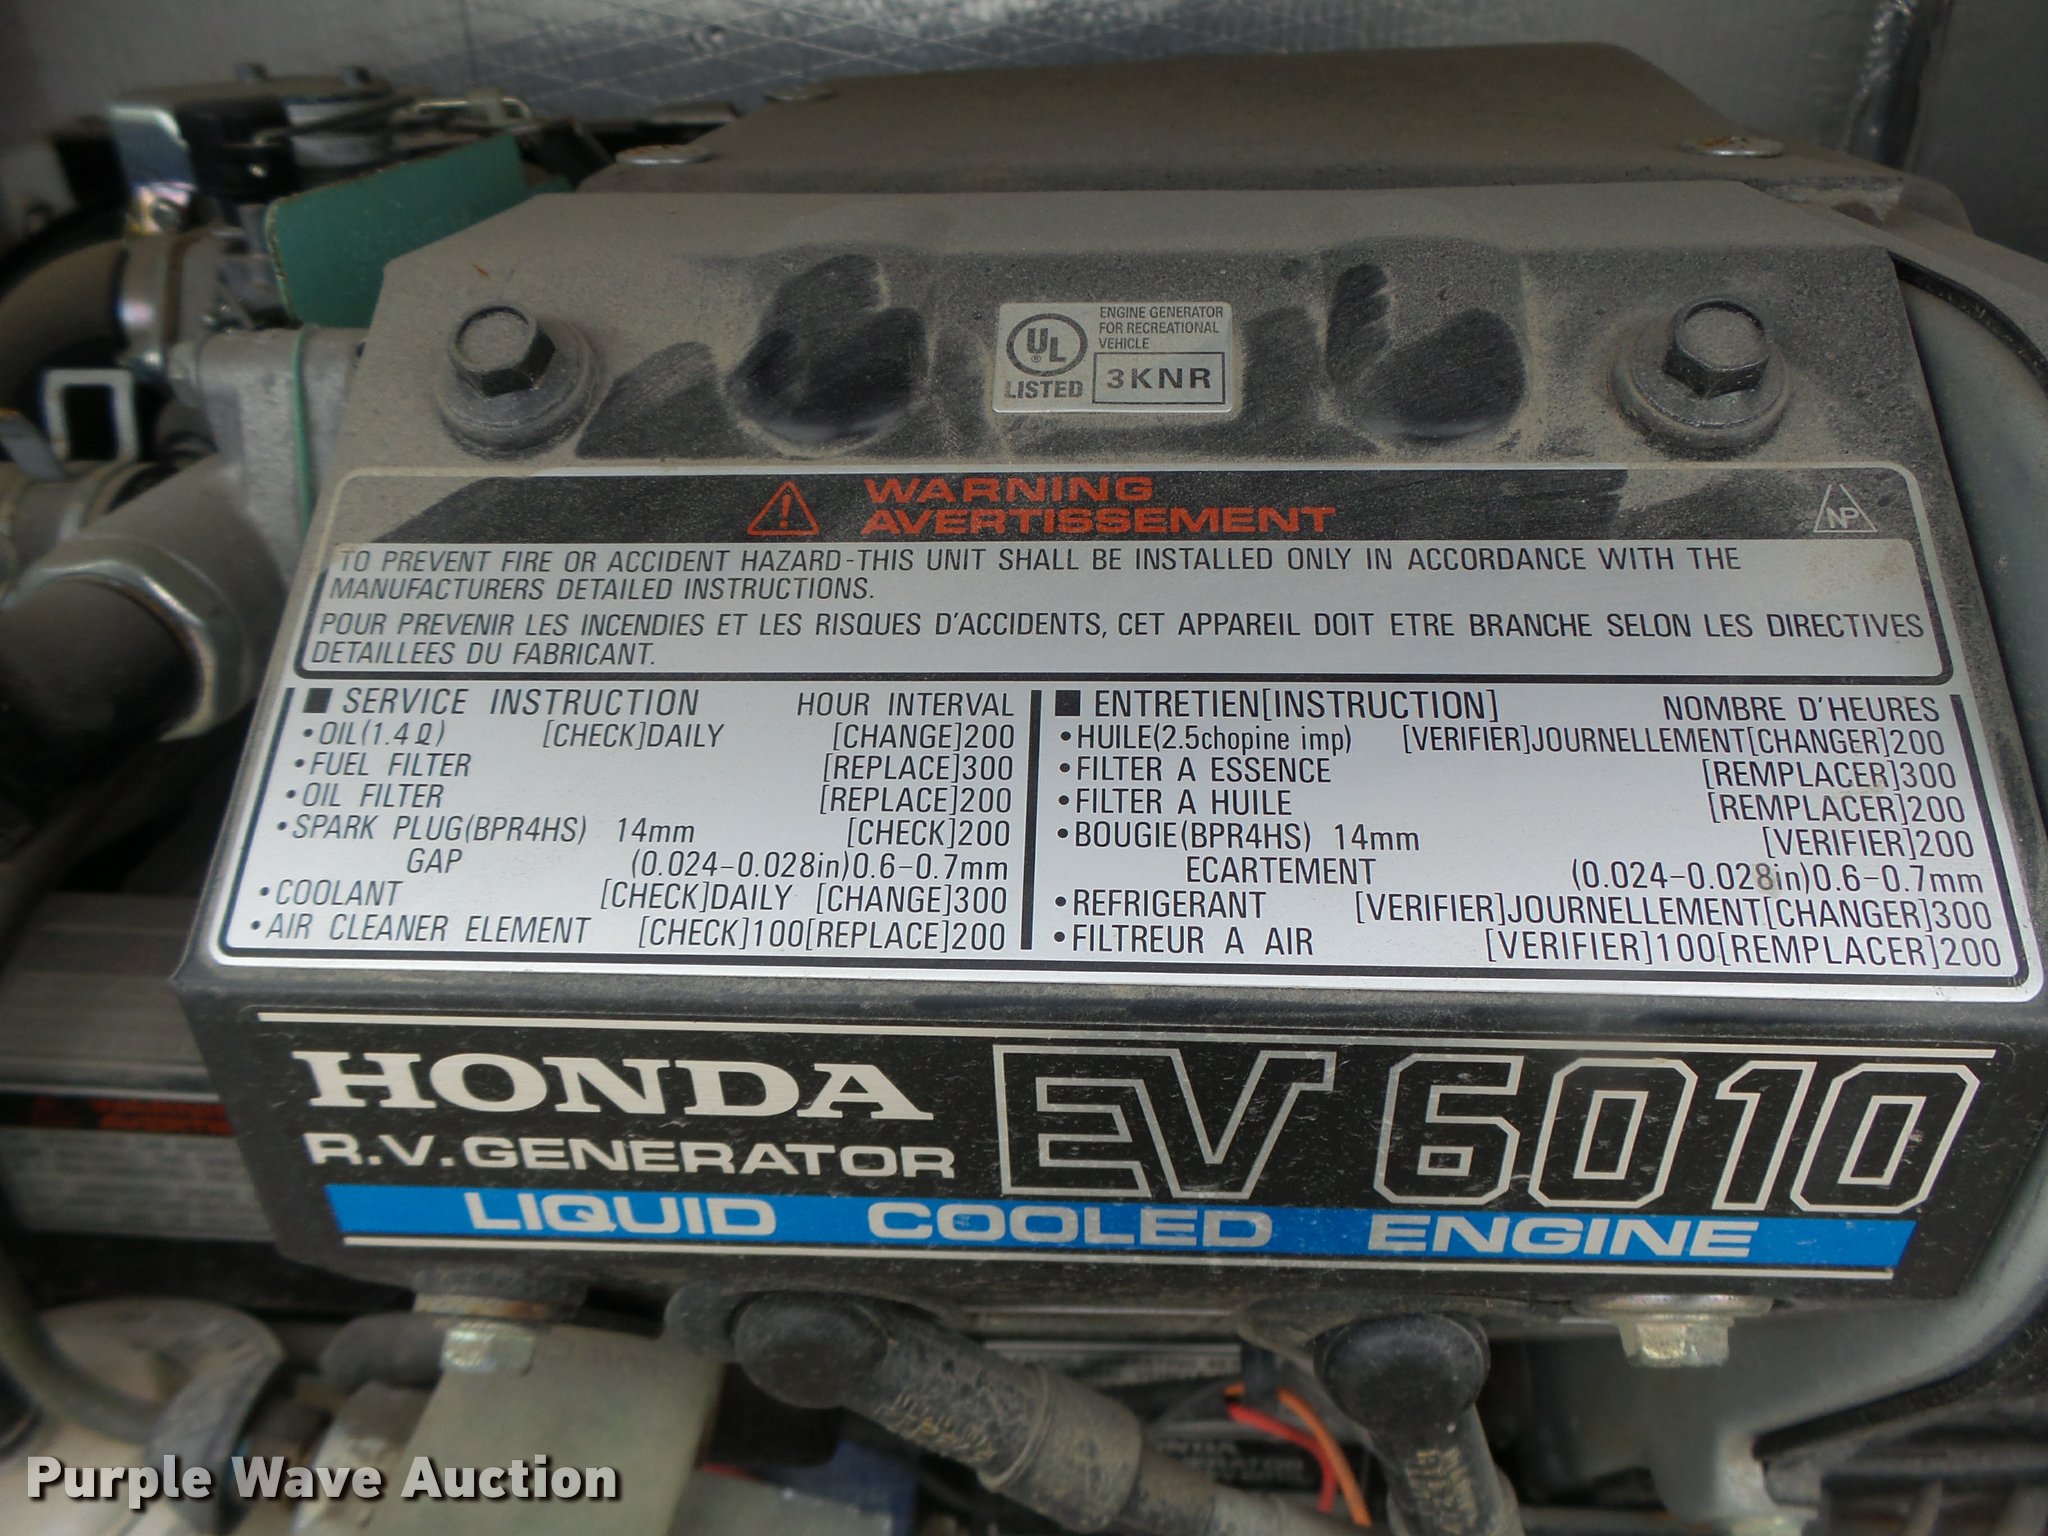 UL
®
LISTED
ENGINE GENERATOR
FOR RECREATIONAL
VEHICLE
3KNR
WARNING
AVERTISSEMENT
NP
TO PREVENT FIRE OR ACCIDENT HAZARD-THIS UNIT SHALL BE INSTALLED ONLY IN ACCORDANCE WITH THE
MANUFACTURERS DETAILED INSTRUCTIONS.
POUR PREVENIR LES INCENDIES ET LES RISQUES D'ACCIDENTS, CET APPAREIL DOIT ETRE BRANCHE SELON LES DIRECTIVES
DETAILLEES DU FABRICANT.
■ SERVICE INSTRUCTION HOUR INTERVAL
•OIL(1.4ℓ) [CHECK]DAILY [CHANGE]200
•FUEL FILTER [REPLACE]300
•OIL FILTER [REPLACE]200
•SPARK PLUG(BPR4HS) 14mm [CHECK]200
GAP (0.024-0.028in)0.6-0.7mm
•COOLANT [CHECK]DAILY [CHANGE]300
•AIR CLEANER ELEMENT [CHECK]100[REPLACE]200
■ ENTRETIEN[INSTRUCTION] NOMBRE D'HEURES
•HUILE(2.5chopine imp) [VERIFIER]JOURNELLEMENT[CHANGER]200
•FILTER A ESSENCE [REMPLACER]300
•FILTER A HUILE [REMPLACER]200
•BOUGIE(BPR4HS) 14mm [VERIFIER]200
ECARTEMENT (0.024-0.028in)0.6-0.7mm
•REFRIGERANT [VERIFIER]JOURNELLEMENT[CHANGER]300
•FILTREUR A AIR [VERIFIER]100[REMPLACER]200
HONDA EV 6010
R.V. GENERATOR
LIQUID COOLED ENGINE
Purple Wave Auction